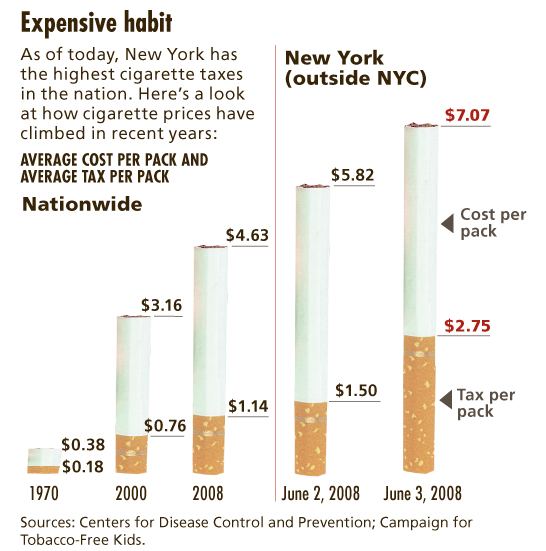 Expensive habit
As of today, New York has
the highest cigarette taxes
in the nation. Here's a look
at how cigarette prices have
climbed in recent years:
AVERAGE COST PER PACK AND
AVERAGE TAX PER PACK
Nationwide
$0.38
$0.18
1970
$3.16
$0.76
2000
$4.63
$1.14
2008
New York
(outside NYC)
$5.82
$1.50
June 2, 2008
$7.07
Cost per
pack
$2.75
Tax per
pack
June 3, 2008
Sources: Centers for Disease Control and Prevention; Campaign for
Tobacco-Free Kids.